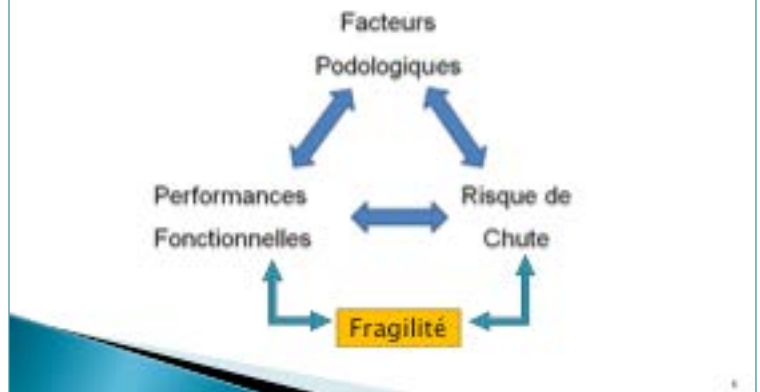 Facteurs
Podologiques
Performances
Fonctionnelles
Risque de
Chute
Fragilité